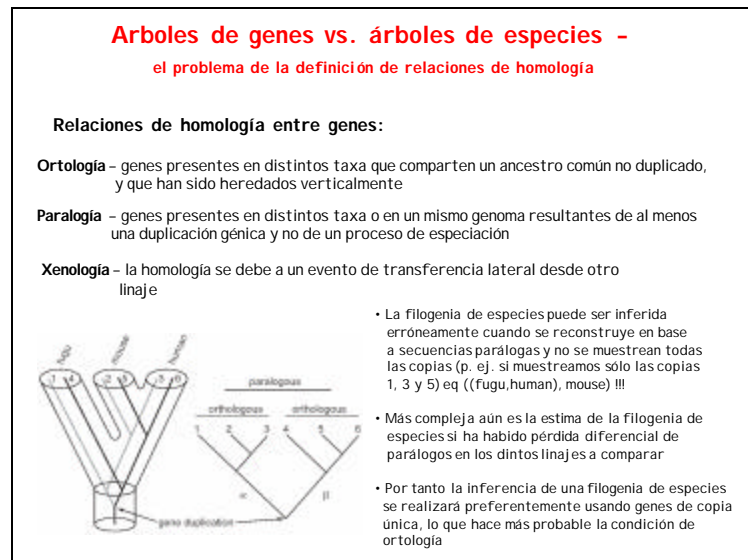 Arboles de genes vs. árboles de especies –
el problema de la definición de relaciones de homología
Relaciones de homología entre genes:
Ortología – genes presentes en distintos taxa que comparten un ancestro común no duplicado,
y que han sido heredados verticalmente
Paralogía – genes presentes en distintos taxa o en un mismo genoma resultantes de al menos
una duplicación génica y no de un proceso de especiación
Xenología – la homología se debe a un evento de transferencia lateral desde otro
linaje
fugu
mouse
human
1 4 2 5 3 6
paralogous
orthologous orthologous
1 2 3 4 5 6
α β
gene duplication
• La filogenia de especies puede ser inferida
erróneamente cuando se reconstruye en base
a secuencias parálogas y no se muestrean todas
las copias (p. ej. si muestreamos sólo las copias
1, 3 y 5) eq ((fugu,human), mouse) !!!
• Más compleja aún es la estima de la filogenia de
especies si ha habido pérdida diferencial de
parálogos en los dintos linajes a comparar
• Por tanto la inferencia de una filogenia de especies
se realizará preferentemente usando genes de copia
única, lo que hace más probable la condición de
ortología